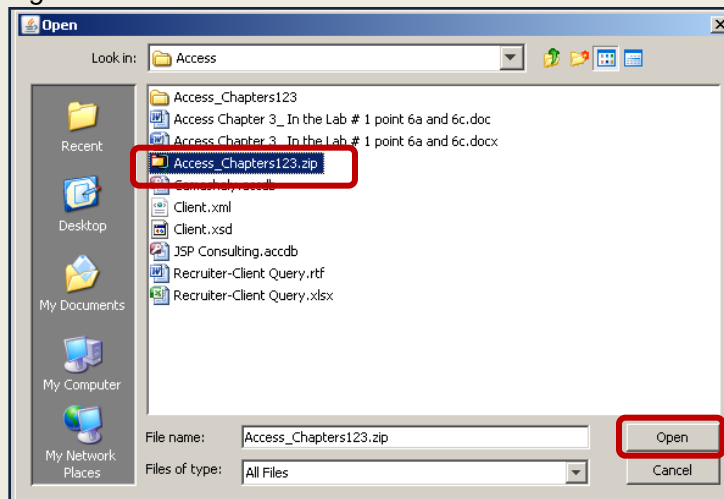 Open
Look in:
Access
Recent
Desktop
My Documents
My Computer
My Network
Places
Access_Chapters123
Access Chapter 3_ In the Lab # 1 point 6a and 6c.doc
Access Chapter 3_ In the Lab # 1 point 6a and 6c.docx
Access_Chapters123.zip
Client.xml
Client.xsd
JSP Consulting.accdb
Recruiter-Client Query.rtf
Recruiter-Client Query.xlsx
File name:
Access_Chapters123.zip
Open
Files of type:
All Files
Cancel